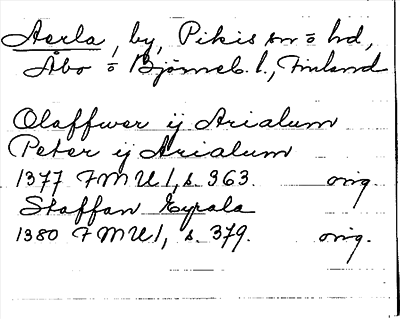 Aerla, by, Pikis sn o hd,
Åbo o Björneb. l., Finland
Olaffwer ij Arialum
Peter ij Arialum
1377 FMU 1, s. 363. orig.
Staffan Eyrala
1380 FMU 1, s. 379. orig.